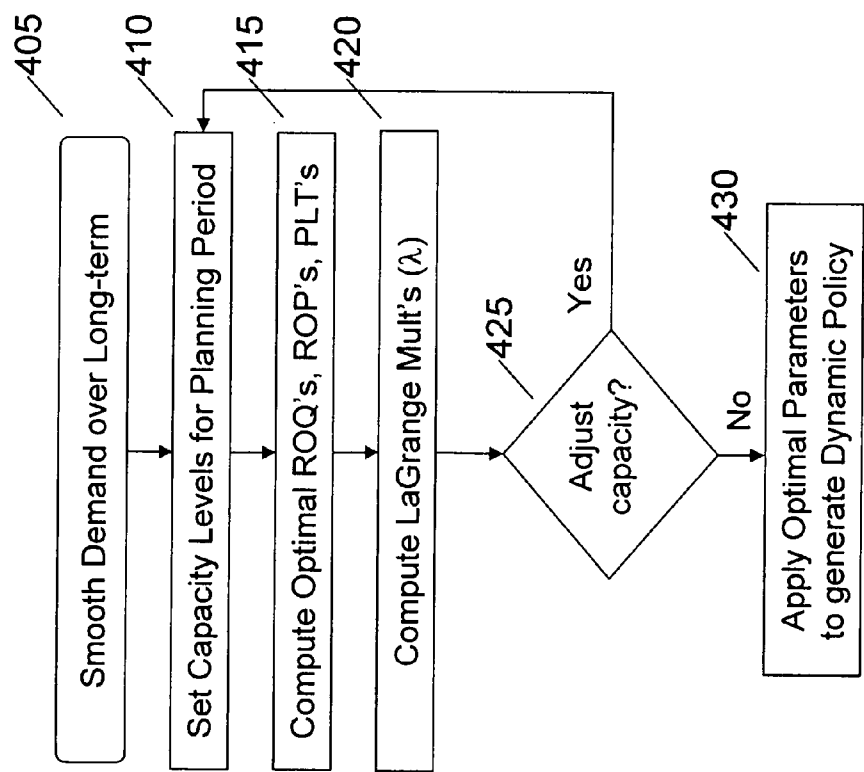 405
Smooth Demand over Long-term
410
Set Capacity Levels for Planning Period
415
Compute Optimal ROQ's, ROP's, PLT's
420
Compute LaGrange Mult's (λ)
425
Adjust
capacity?
Yes
No
430
Apply Optimal Parameters
to generate Dynamic Policy